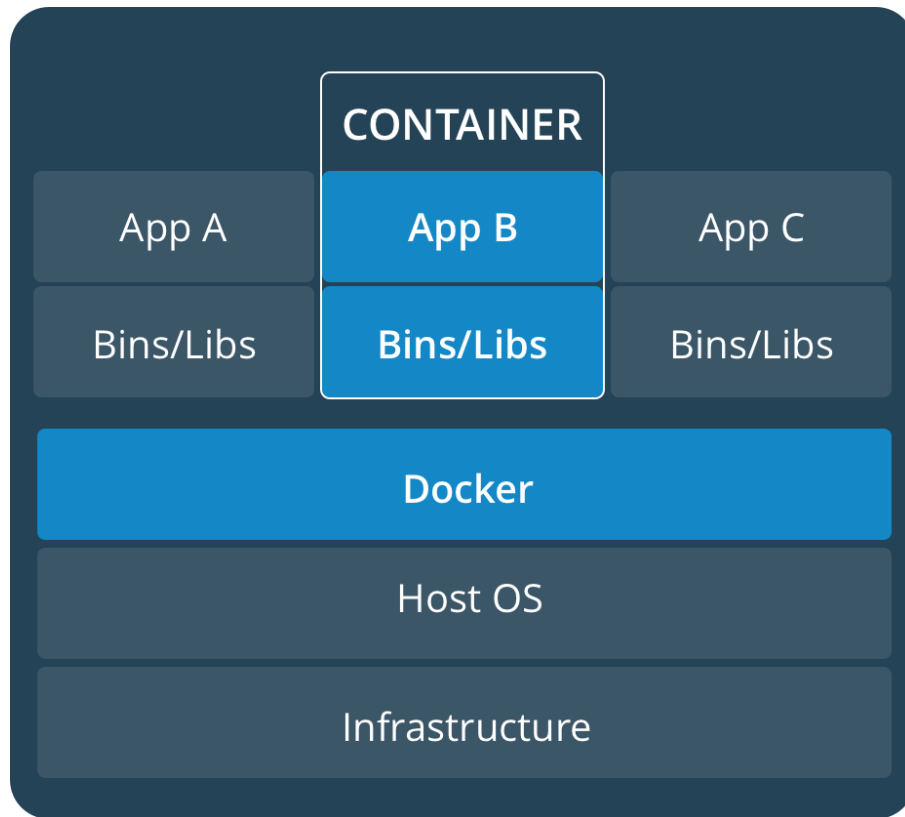 CONTAINER
App A
App B
App C
Bins/Libs
Bins/Libs
Bins/Libs
Docker
Host OS
Infrastructure